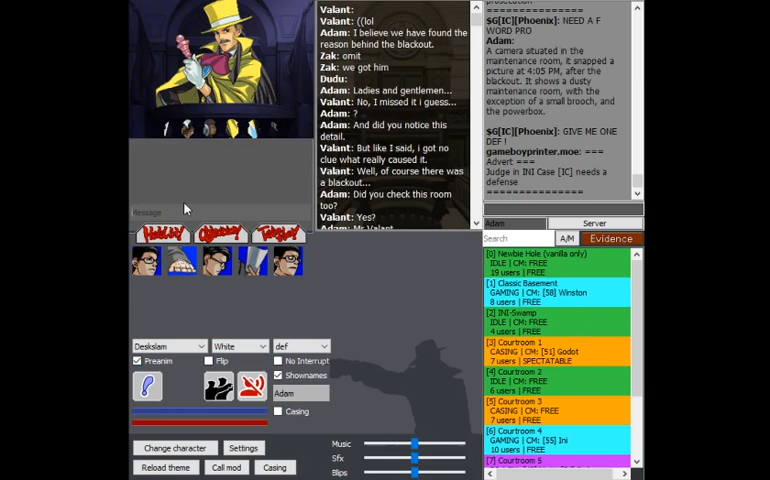 Valant:
Valant: ((lol
Adam: I believe we have found the
reason behind the blackout.
Zak: omit
Zak: we got him
Dudu:
Adam: Ladies and gentlemen...
Valant: No, I missed it i guess...
Adam: ?
Adam: And did you notice this
detail.
Valant: But like I said, i got no
clue what really caused it.
Valant: Well, of course there was
a blackout...
Adam: Did you check this room
too?
Valant: Yes?
Adam: Mr Valant
prosecution
$G[IC][Phoenix]: NEED A F
WORD PRO
Adam:
A camera situated in the
maintenance room, it snapped a
picture at 4:05 PM, after the
blackout. It shows a dusty
maintenance room, with the
exception of a small brooch, and
the powerbox.
$G[IC][Phoenix]: GIVE ME ONE
DEF !
gameboyprinter.moe: ===
Advert ===
Judge in INI Case [IC] needs a
defense
===============
Message
Hold it!
Objection!
Take that!
Adam
Server
Search
A/M
Evidence
[0] Newbie Hole (vanilla only)
IDLE | CM: FREE
19 users | FREE
[1] Classic Basement
GAMING | CM: [58] Winston
8 users | FREE
[2] INI-Swamp
IDLE | CM: FREE
4 users | FREE
[3] Courtroom 1
CASING | CM: [51] Godot
7 users | SPECTATABLE
[4] Courtroom 2
IDLE | CM: FREE
6 users | FREE
[5] Courtroom 3
CASING | CM: FREE
7 users | FREE
[6] Courtroom 4
GAMING | CM: [55] Ini
10 users | FREE
[7] Courtroom 5
Deskslam
White
def
Preanim
Flip
No Interrupt
Shownames
Adam
Casing
Change character
Settings
Reload theme
Call mod
Casing
Music
Sfx
Blips